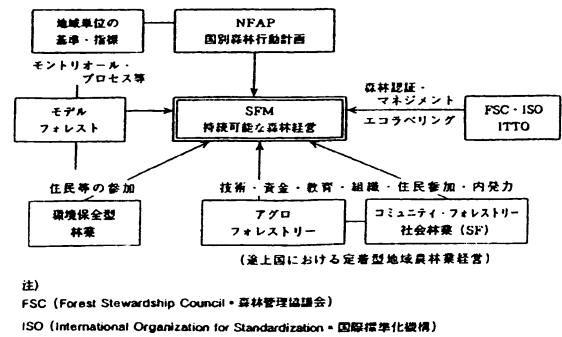 地域単位の
基準・指標
NFAP
国別森林行動計画
モントリオール・
プロセス等
モデル
フォレスト
SFM
持続可能な森林経営
森林認証・
マネジメント
エコラベリング
FSC・ISO
ITTO
住民等の参加
技術・資金・教育・組織・住民参加・内発力
環境保全型
林業
アグロ
フォレストリー
コミュニティ・フォレストリー
社会林業(SF)
(途上国における定着型地域農林業経営)
注)
FSC(Forest Stewardship Council・森林管理協議会)
ISO(International Organization for Standardization・国際標準化機構)